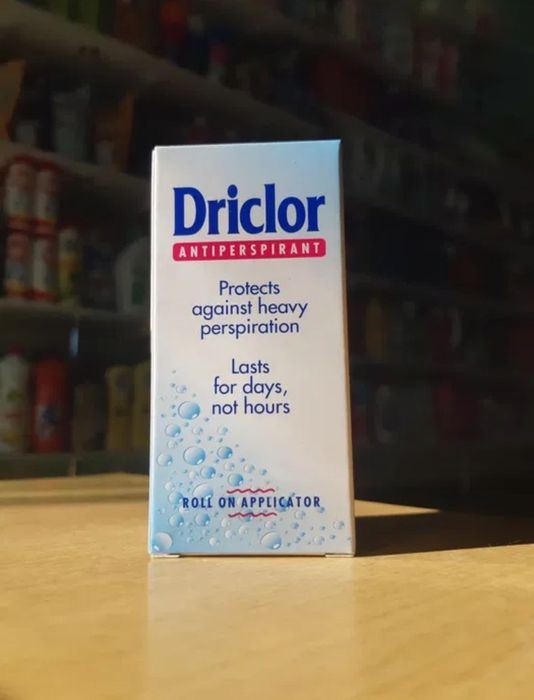 Driclor
ANTIPERSPIRANT
Protects
against heavy
perspiration
Lasts
for days,
not hours
ROLL ON APPLICATOR